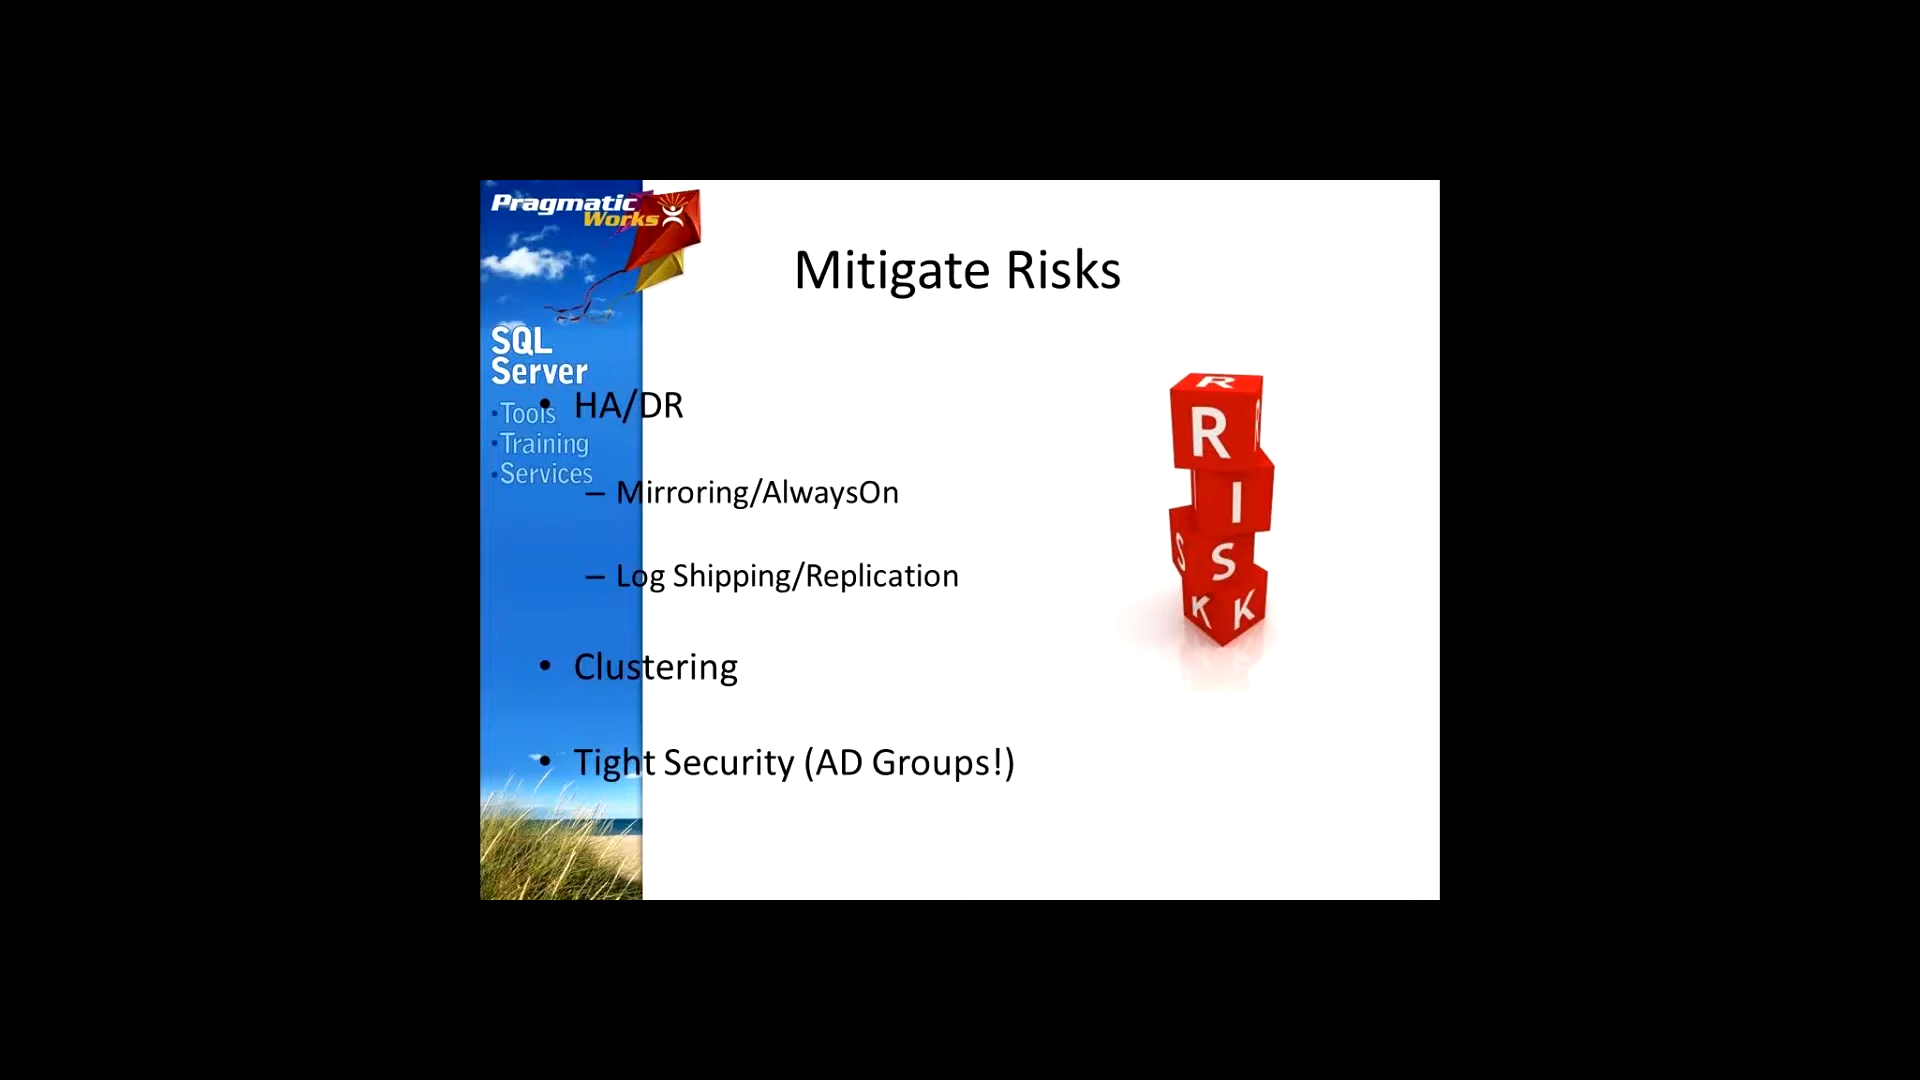 Pragmatic
Works
Mitigate Risks
SQL
Server
•Tools
•Training
•Services
• HA/DR
– Mirroring/AlwaysOn
– Log Shipping/Replication
• Clustering
• Tight Security (AD Groups!)
R
R R
I
S S
K K